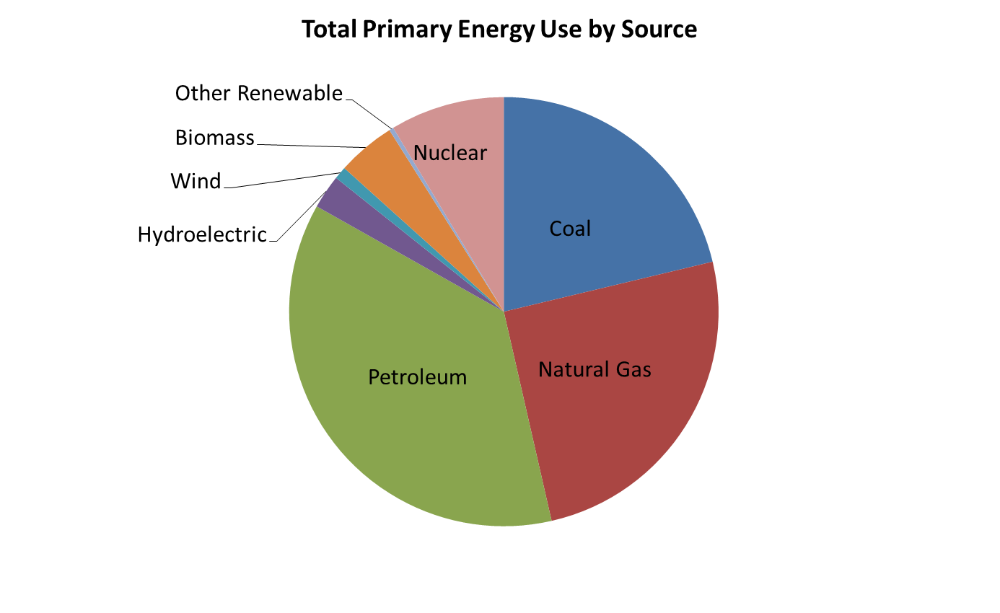 Total Primary Energy Use by Source
Other Renewable
Biomass
Nuclear
Wind
Coal
Hydroelectric
Natural Gas
Petroleum